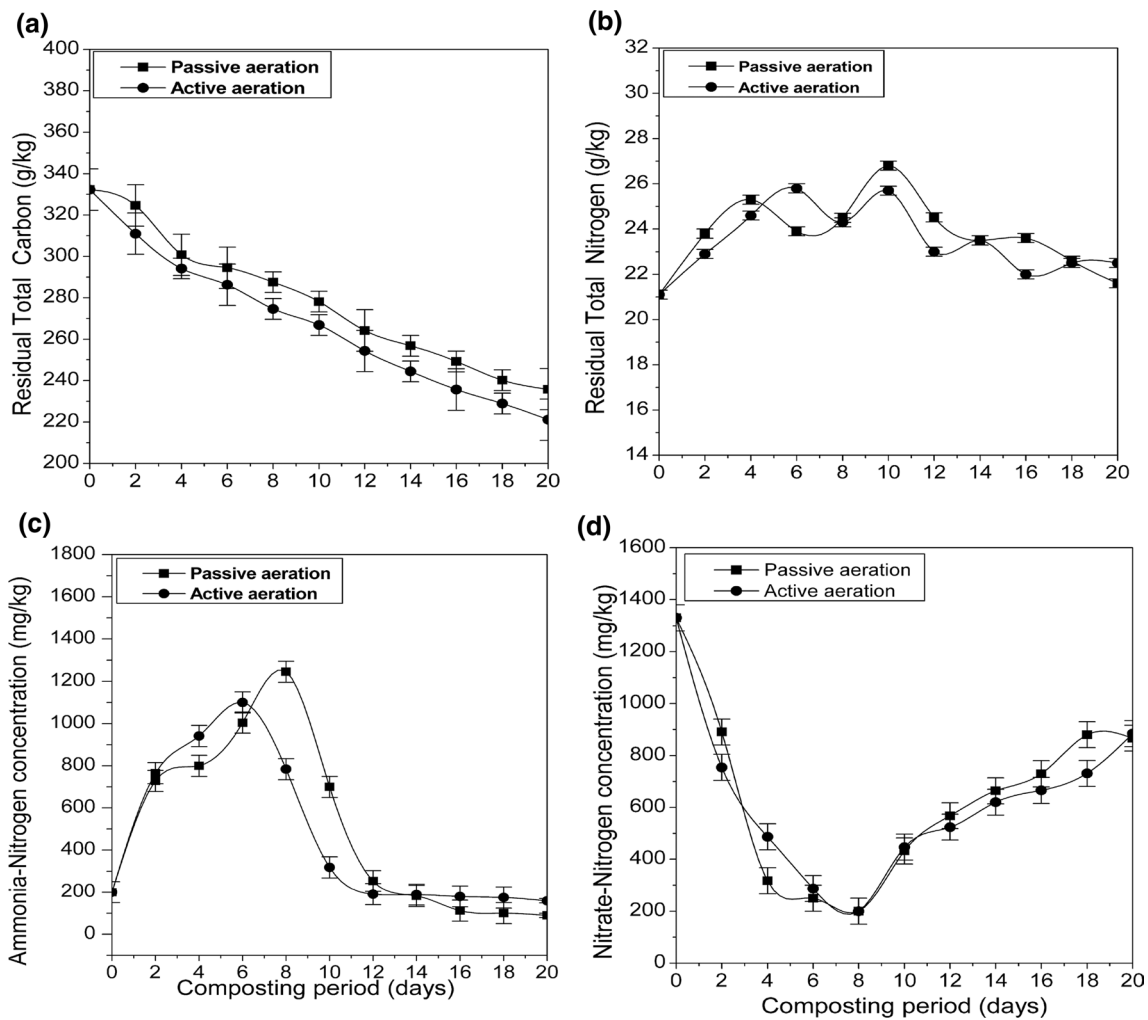 (a)
400
380
360
340
320
300
280
260
240
220
200
Residual Total Carbon (g/kg)
Passive aeration
Active aeration
0 2 4 6 8 10 12 14 16 18 20
(b)
32
30
28
26
24
22
20
18
16
14
Residual Total Nitrogen (g/kg)
Passive aeration
Active aeration
0 2 4 6 8 10 12 14 16 18 20
(c)
1800
1600
1400
1200
1000
800
600
400
200
0
Ammonia-Nitrogen concentration (mg/kg)
Passive aeration
Active aeration
0 2 4 6 8 10 12 14 16 18 20
Composting period (days)
(d)
1600
1400
1200
1000
800
600
400
200
0
Nitrate-Nitrogen concentration (mg/kg)
Passive aeration
Active aeration
0 2 4 6 8 10 12 14 16 18 20
Composting period (days)